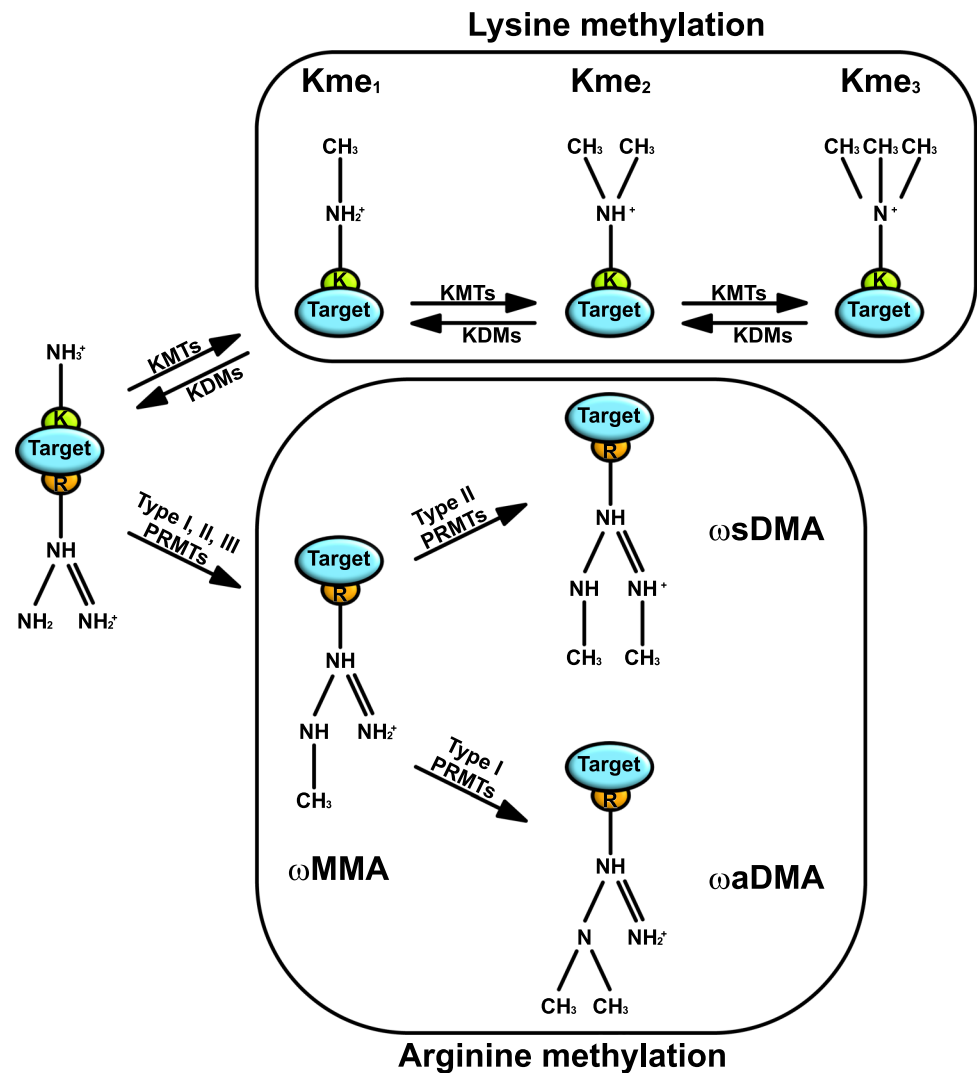 Lysine methylation
Kme₁
Kme₂
Kme₃
CH₃
CH₃ CH₃
CH₃ CH₃ CH₃
NH₂⁺
NH⁺
N⁺
K
K
K
Target
KMTs
KDMs
Target
KMTs
KDMs
Target
NH₃⁺
KMTs
KDMs
K
Target
R
NH
NH₂ NH₂⁺
Type I, II, III
PRMTs
Target
R
NH
NH NH₂⁺
CH₃
ωMMA
Type II
PRMTs
Target
R
NH
NH NH⁺
CH₃ CH₃
ωsDMA
Type I
PRMTs
Target
R
NH
N NH₂⁺
CH₃ CH₃
ωaDMA
Arginine methylation